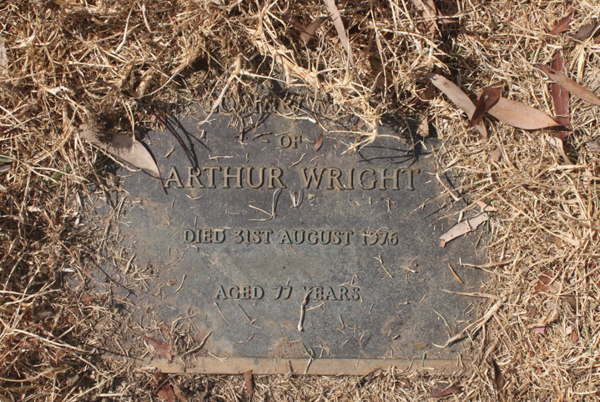 OF
ARTHUR WRIGHT
DIED 31ST AUGUST 1976
AGED 77 YEARS